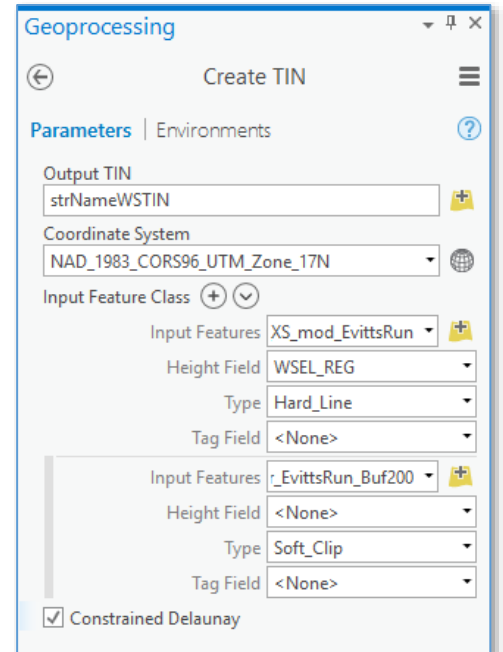 Geoprocessing
Create TIN
Parameters | Environments
Output TIN
strNameWSTIN
Coordinate System
NAD_1983_CORS96_UTM_Zone_17N
Input Feature Class
Input Features XS_mod_EvittsRun
Height Field WSEL_REG
Type Hard_Line
Tag Field <None>
Input Features r_EvittsRun_Buf200
Height Field <None>
Type Soft_Clip
Tag Field <None>
Constrained Delaunay